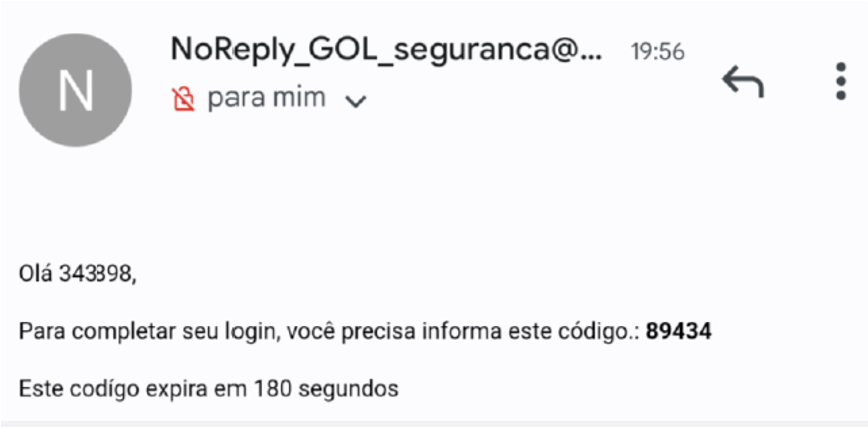 N
NoReply_GOL_seguranca@... 19:56
para mim
Olá 343398,
Para completar seu login, você precisa informa este código.: 89434
Este codígo expira em 180 segundos